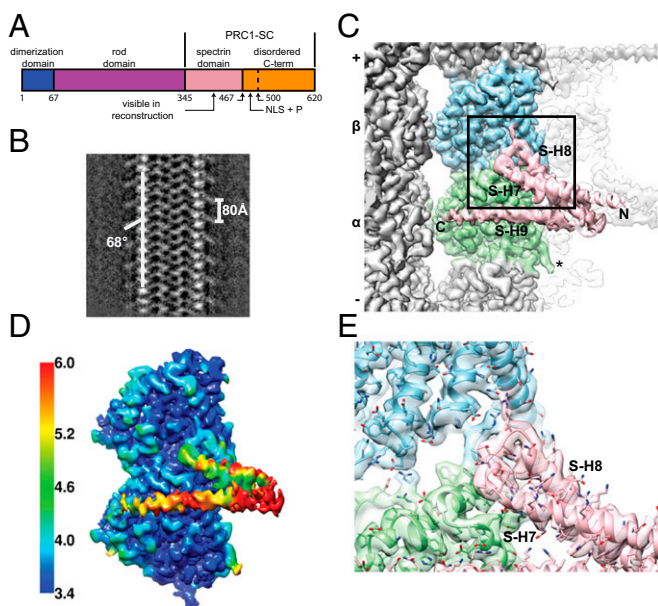 A
PRC1-SC
dimerization domain
rod domain
spectrin domain
disordered C-term
1
67
345
467
500
620
visible in reconstruction
NLS + P
B
68°
80Å
C
+
β
α
-
S-H8
S-H7
S-H9
N
C
*
D
6.0
5.2
4.6
4.0
3.4
E
S-H8
S-H7